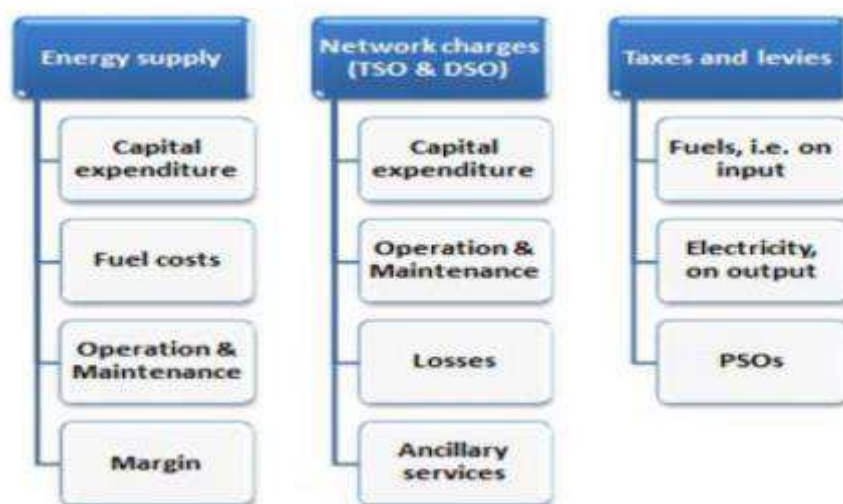 Energy supply
Capital
expenditure
Fuel costs
Operation &
Maintenance
Margin
Network charges
(TSO & DSO)
Capital
expenditure
Operation &
Maintenance
Losses
Ancillary
services
Taxes and levies
Fuels, i.e. on
input
Electricity,
on output
PSOs